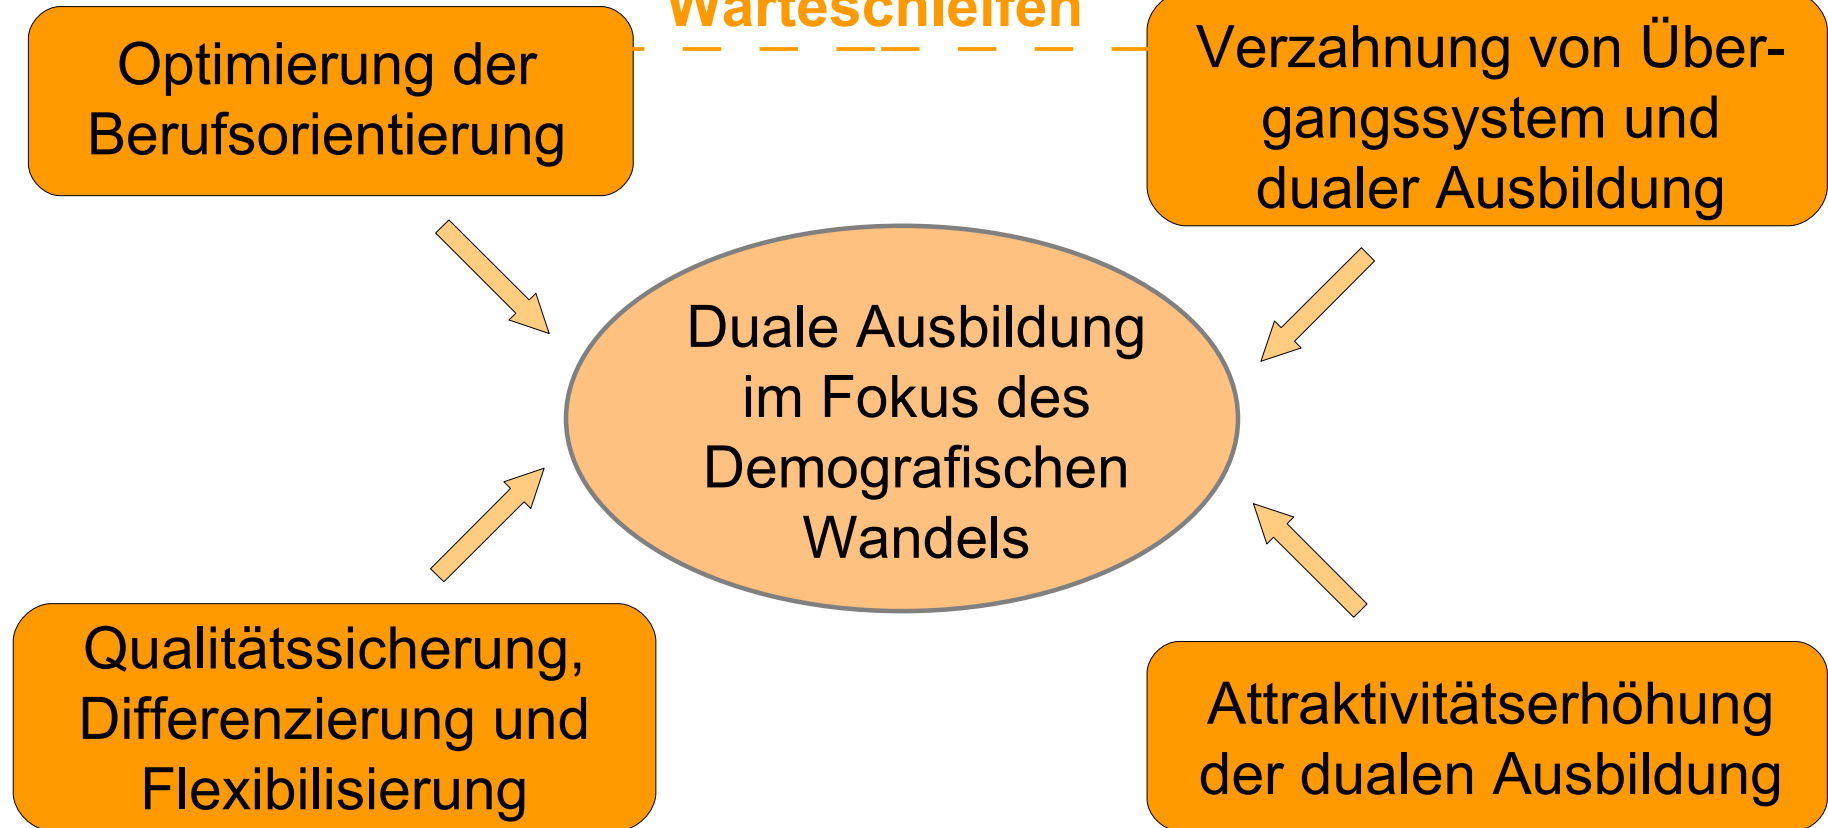 Warteschleifen
Optimierung der
Berufsorientierung
Verzahnung von Über-
gangssystem und
dualer Ausbildung
Duale Ausbildung
im Fokus des
Demografischen
Wandels
Qualitätssicherung,
Differenzierung und
Flexibilisierung
Attraktivitätserhöhung
der dualen Ausbildung